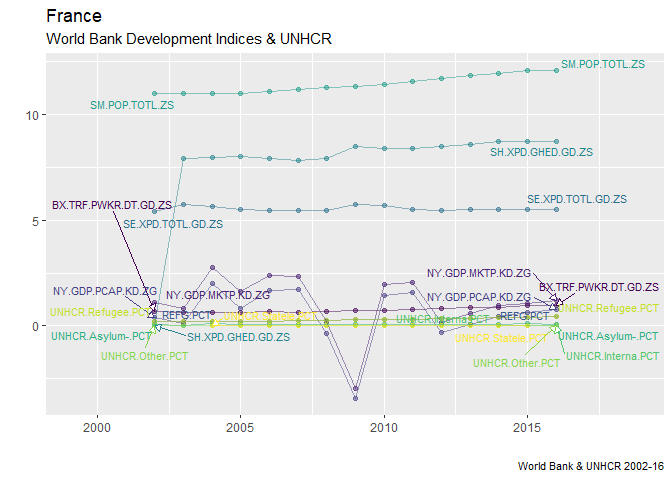 France
World Bank Development Indices & UNHCR
SM.POP.TOTL.ZS
10
SM.POP.TOTL.ZS
SH.XPD.GHED.GD.ZS
BX.TRF.PWKR.DT.GD.ZS
SE.XPD.TOTL.GD.ZS
5
SE.XPD.TOTL.GD.ZS
NY.GDP.MKTP.KD.ZG
NY.GDP.PCAP.KD.ZG
NY.GDP.MKTP.KD.ZG
NY.GDP.PCAP.KD.ZG
BX.TRF.PWKR.DT.GD.ZS
UNHCR.Refugee.PCT
REFG.PCT
UNHCR.Interna.PCT
REFG.PCT
UNHCR.Refugee.PCT
0
UNHCR.Asylum-.PCT
SH.XPD.GHED.GD.ZS
UNHCR.Statele.PCT
UNHCR.Asylum-.PCT
UNHCR.Other.PCT
UNHCR.Other.PCT
UNHCR.Interna.PCT
2000
2005
2010
2015
World Bank & UNHCR 2002-16